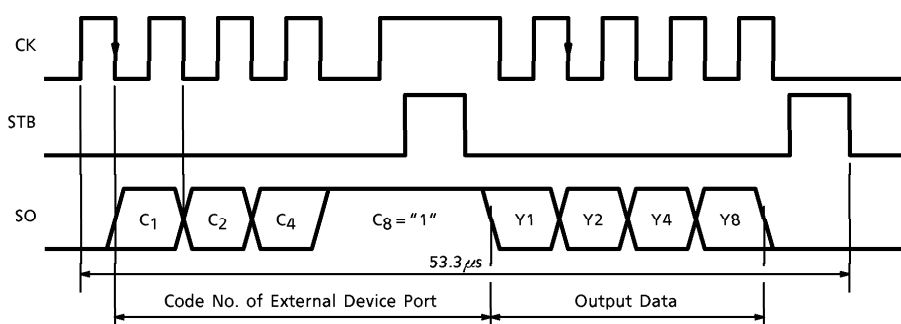 CK
STB
SO
C1
C2
C4
C8 = "1"
Y1
Y2
Y4
Y8
53.3μs
Code No. of External Device Port
Output Data